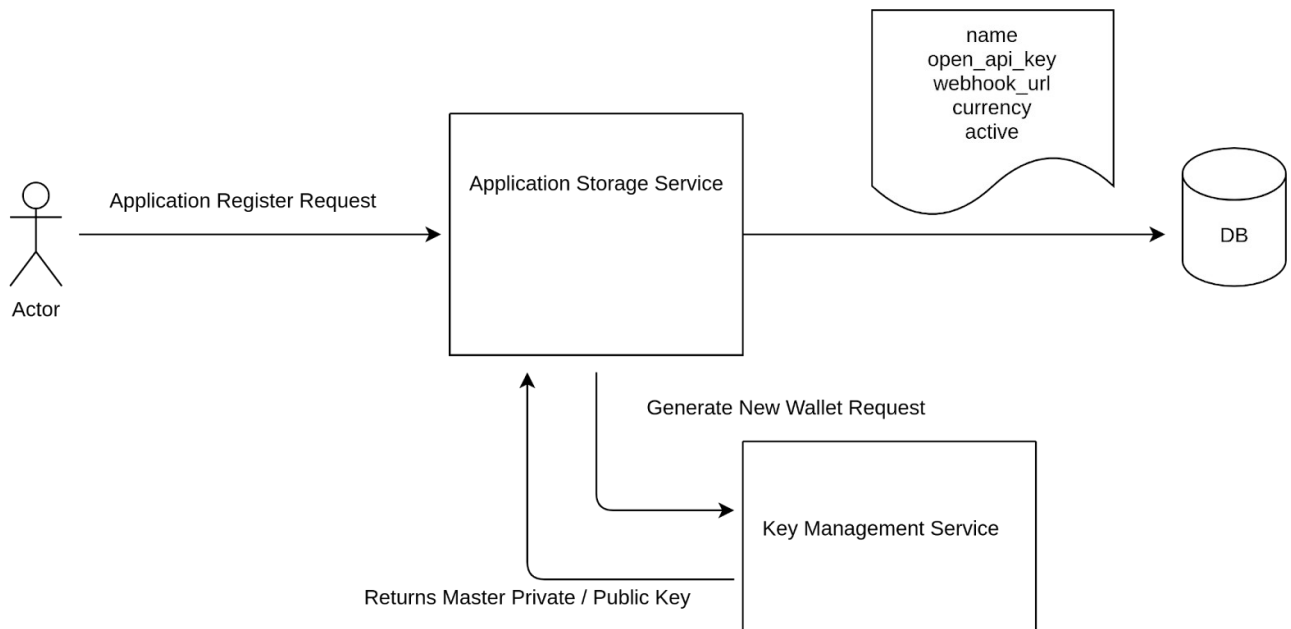 name
open_api_key
webhook_url
currency
active
Application Storage Service
Application Register Request
DB
Actor
Generate New Wallet Request
Key Management Service
Returns Master Private / Public Key